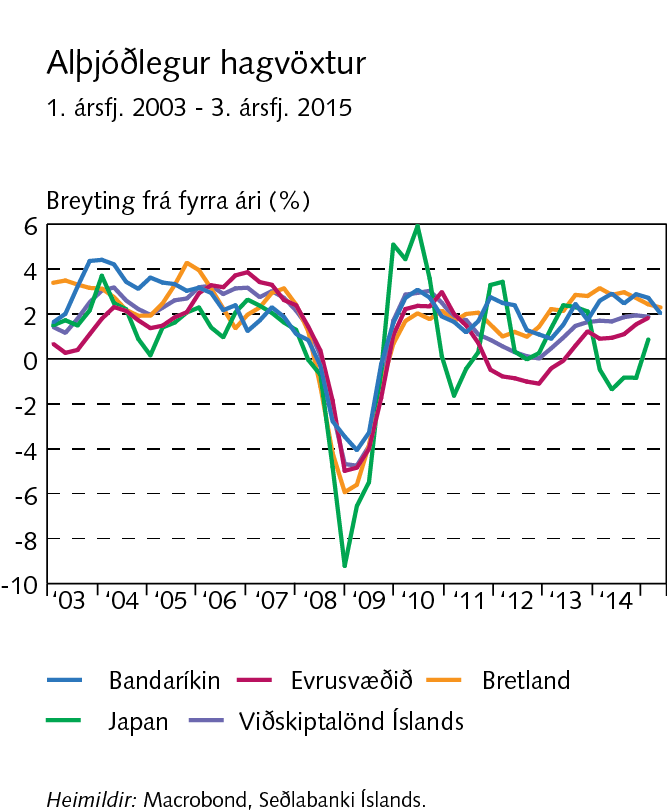 Alþjóðlegur hagvöxtur
1. ársfj. 2003 - 3. ársfj. 2015
Breyting frá fyrra ári (%)
6
4
2
0
-2
-4
-6
-8
-10
‘03 ‘04 ‘05 ‘06 ‘07 ‘08 ‘09 ‘10 ‘11 ‘12 ‘13 ‘14
Bandaríkin Evrusvæðið Bretland
Japan Viðskiptalönd Íslands
Heimildir: Macrobond, Seðlabanki Íslands.